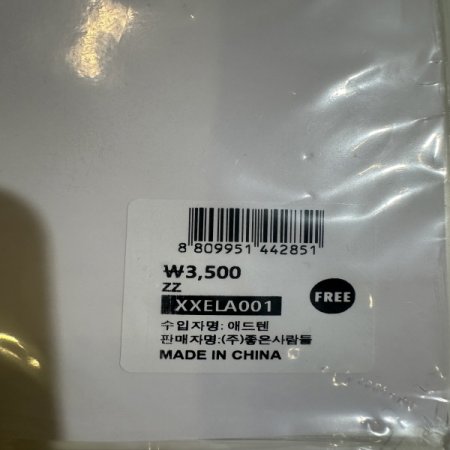 8 809951 442851
₩3,500
ZZ
XXELA001
FREE
수입자명: 애드텐
판매자명:(주)좋은사람들
MADE IN CHINA